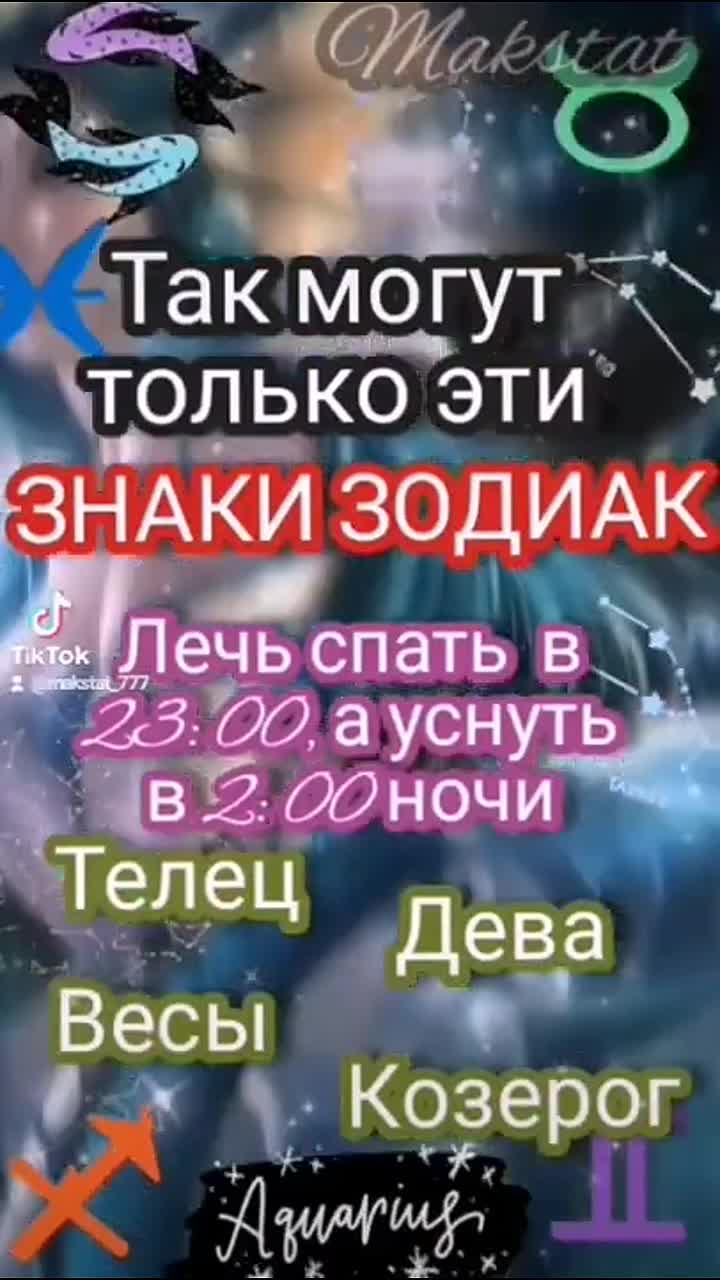 Makstat
Так могут
только эти
ЗНАКИ ЗОДИАК
TikTok
@makstat_777
Лечь спать в
23:00, а уснуть
в 2:00 ночи
Телец
Дева
Весы
Козерог
Aquarius